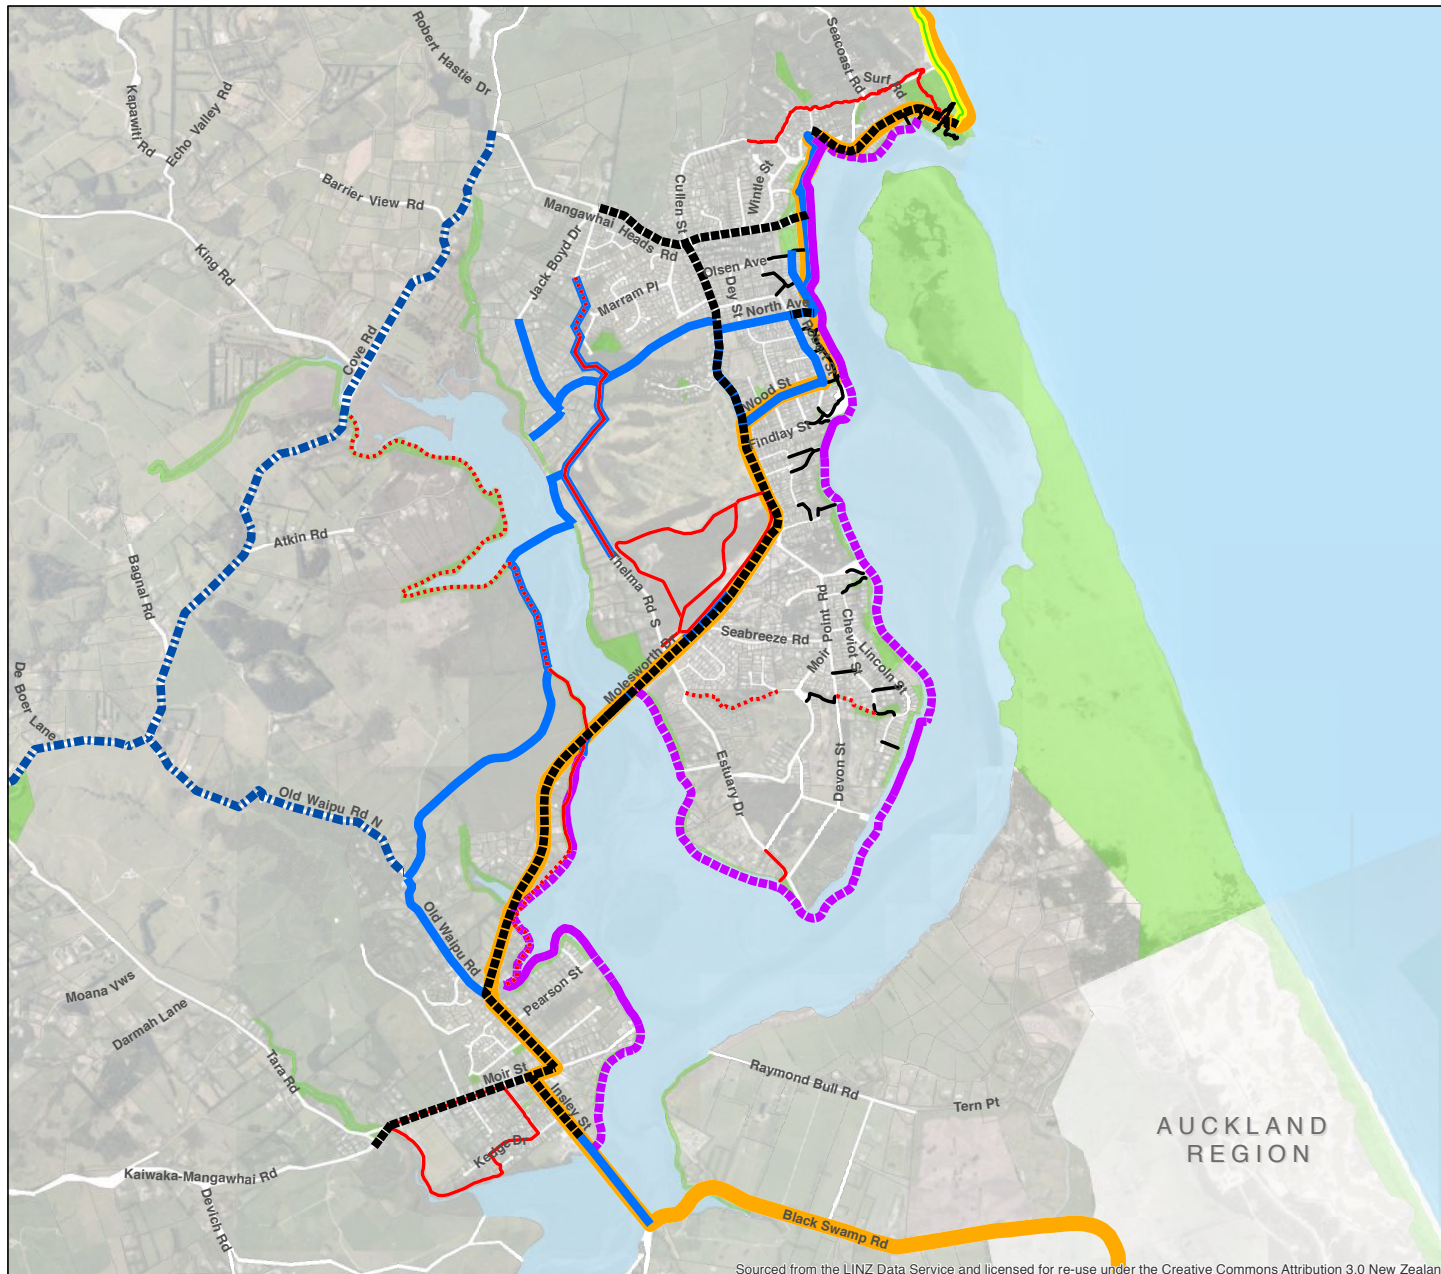 Robert Hastie Dr
Seacoast Rd
Surf Rd
Kapawiti Rd
Echo Valley Rd
Barrier View Rd
Cullen St
Wintle St
Mangawhai Heads Rd
King Rd
Jack Boyd Dr
Olsen Ave
Dey St
Marram Pl
North Ave
Robert St
Cove Rd
Wood St
Findlay St
Atkin Rd
Bagnal Rd
Thelma Rd S
Moir Point Rd
Cheviot St
Seabreeze Rd
Lincoln St
Molesworth Dr
De Boer Lane
Estuary Dr
Devon St
Old Waipu Rd N
Old Waipu Rd
Moana Vws
Pearson St
Darmah Lane
Tara Rd
Moir St
Insley St
Raymond Bull Rd
Tern Pt
AUCKLAND
REGION
Kedge Dr
Kaiwaka-Mangawhai Rd
Devich Rd
Black Swamp Rd
Sourced from the LINZ Data Service and licensed for re-use under the Creative Commons Attribution 3.0 New Zealan